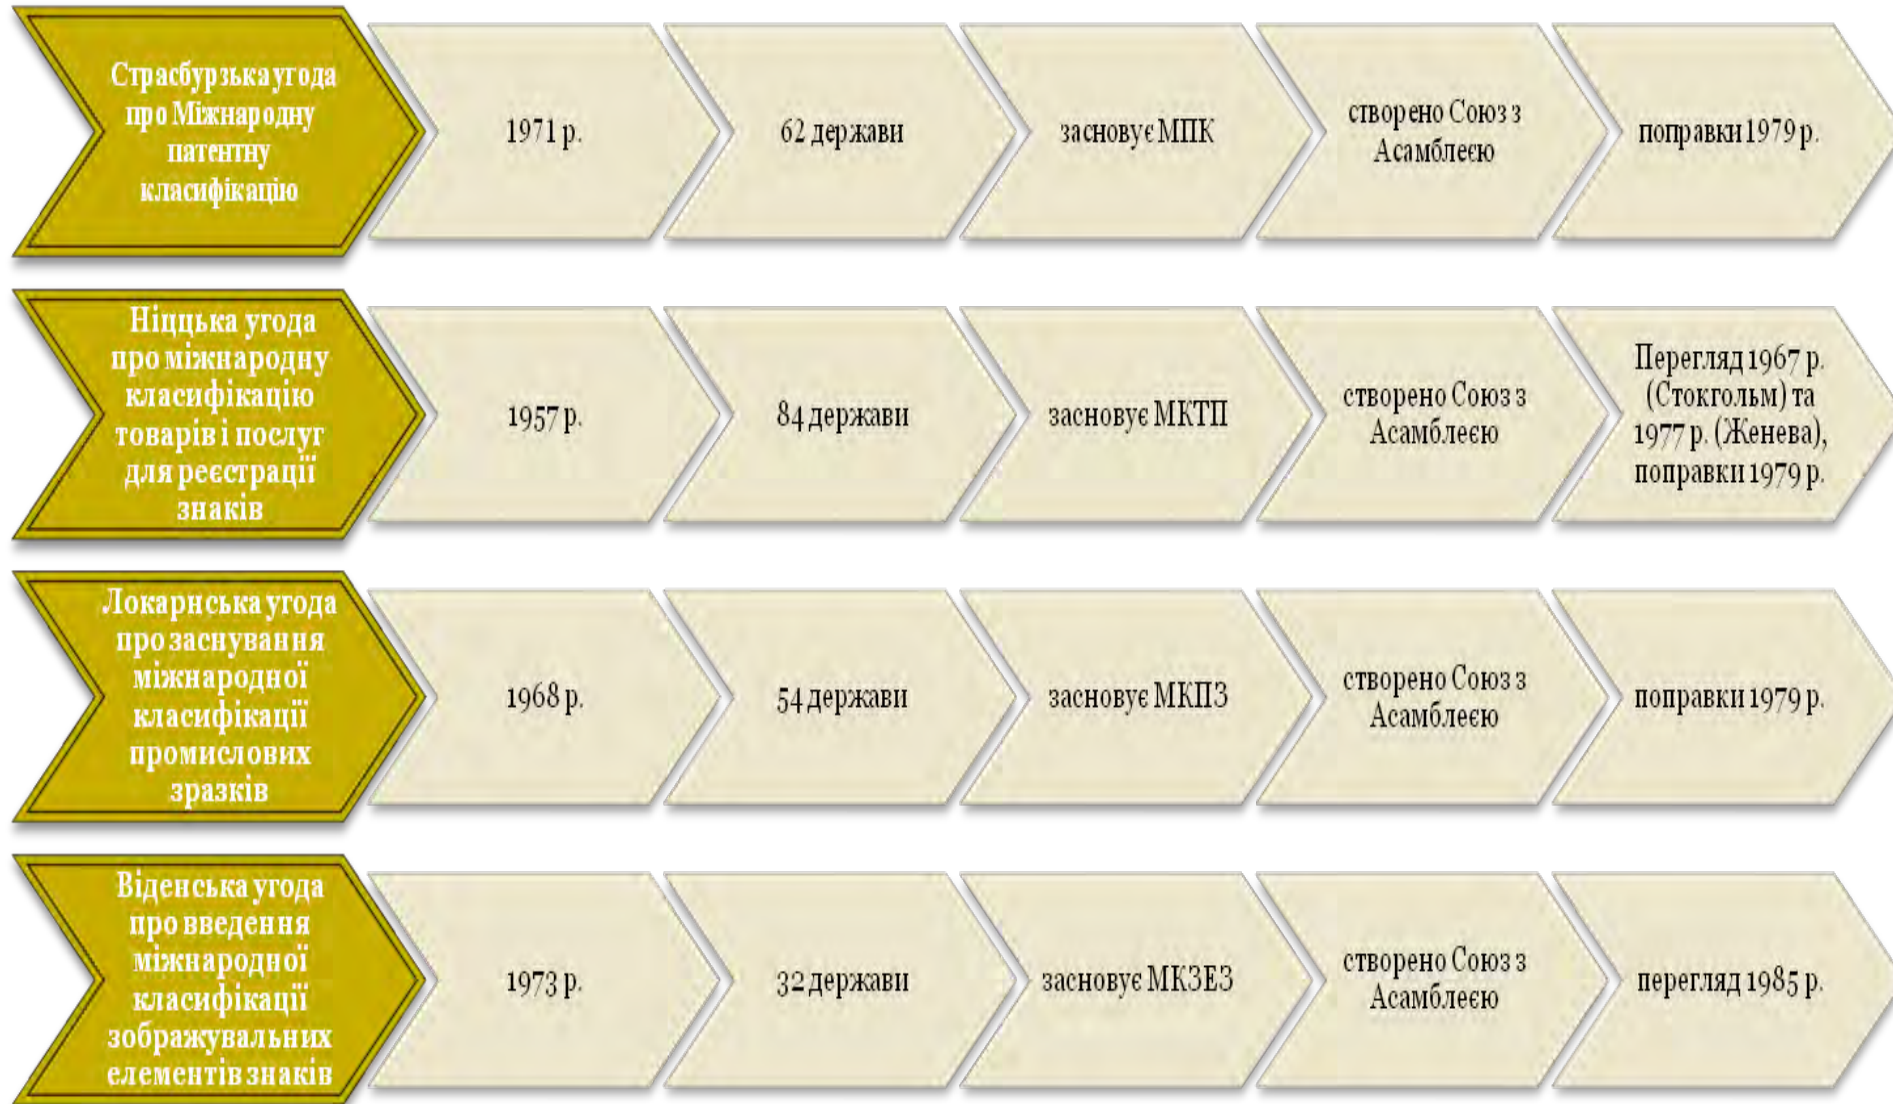 Страсбурзька угода
про Міжнародну
патентну
класифікацію
1971 р.
62 держави
засновує МПК
створено Союз з
Асамблеєю
поправки 1979 р.
Ніццька угода
про міжнародну
класифікацію
товарів і послуг
для реєстрації
знаків
1957 р.
84 держави
засновує МКТП
створено Союз з
Асамблеєю
Перегляд 1967 р.
(Стокгольм) та
1977 р. (Женева),
поправки 1979 р.
Локарнська угода
про заснування
міжнародної
класифікації
промислових
зразків
1968 р.
54 держави
засновує МКПЗ
створено Союз з
Асамблеєю
поправки 1979 р.
Віденська угода
про введення
міжнародної
класифікації
зображувальних
елементів знаків
1973 р.
32 держави
засновує МКЗЕЗ
створено Союз з
Асамблеєю
перегляд 1985 р.